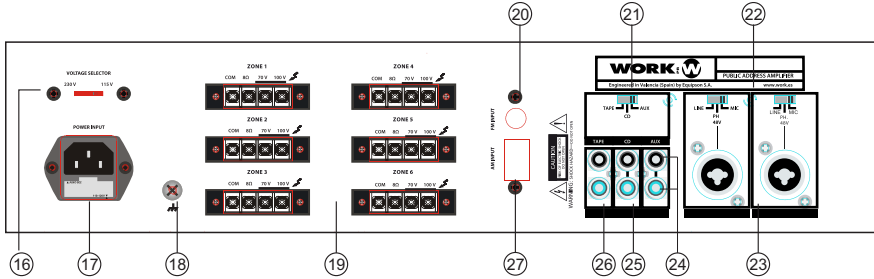 20
21
22
VOLTAGE SELECTOR
230 V 115 V
16
ZONE 1
COM 8Ω 70 V 100 V
ZONE 4
COM 8Ω 70 V 100 V
WORK
PUBLIC ADDRESS AMPLIFIER
Engineered in Valencia (Spain) by Equipson S.A.
www.work.es
TAPE AUX
CD
LINE MIC
PH
48V
LINE MIC
PH
48V
FM INPUT
POWER INPUT
ZONE 2
COM 8Ω 70 V 100 V
ZONE 5
COM 8Ω 70 V 100 V
AM INPUT
CAUTION
WARNING:
TAPE CD AUX
ZONE 3
COM 8Ω 70 V 100 V
ZONE 6
COM 8Ω 70 V 100 V
17
18
19
27
26
25
24
23